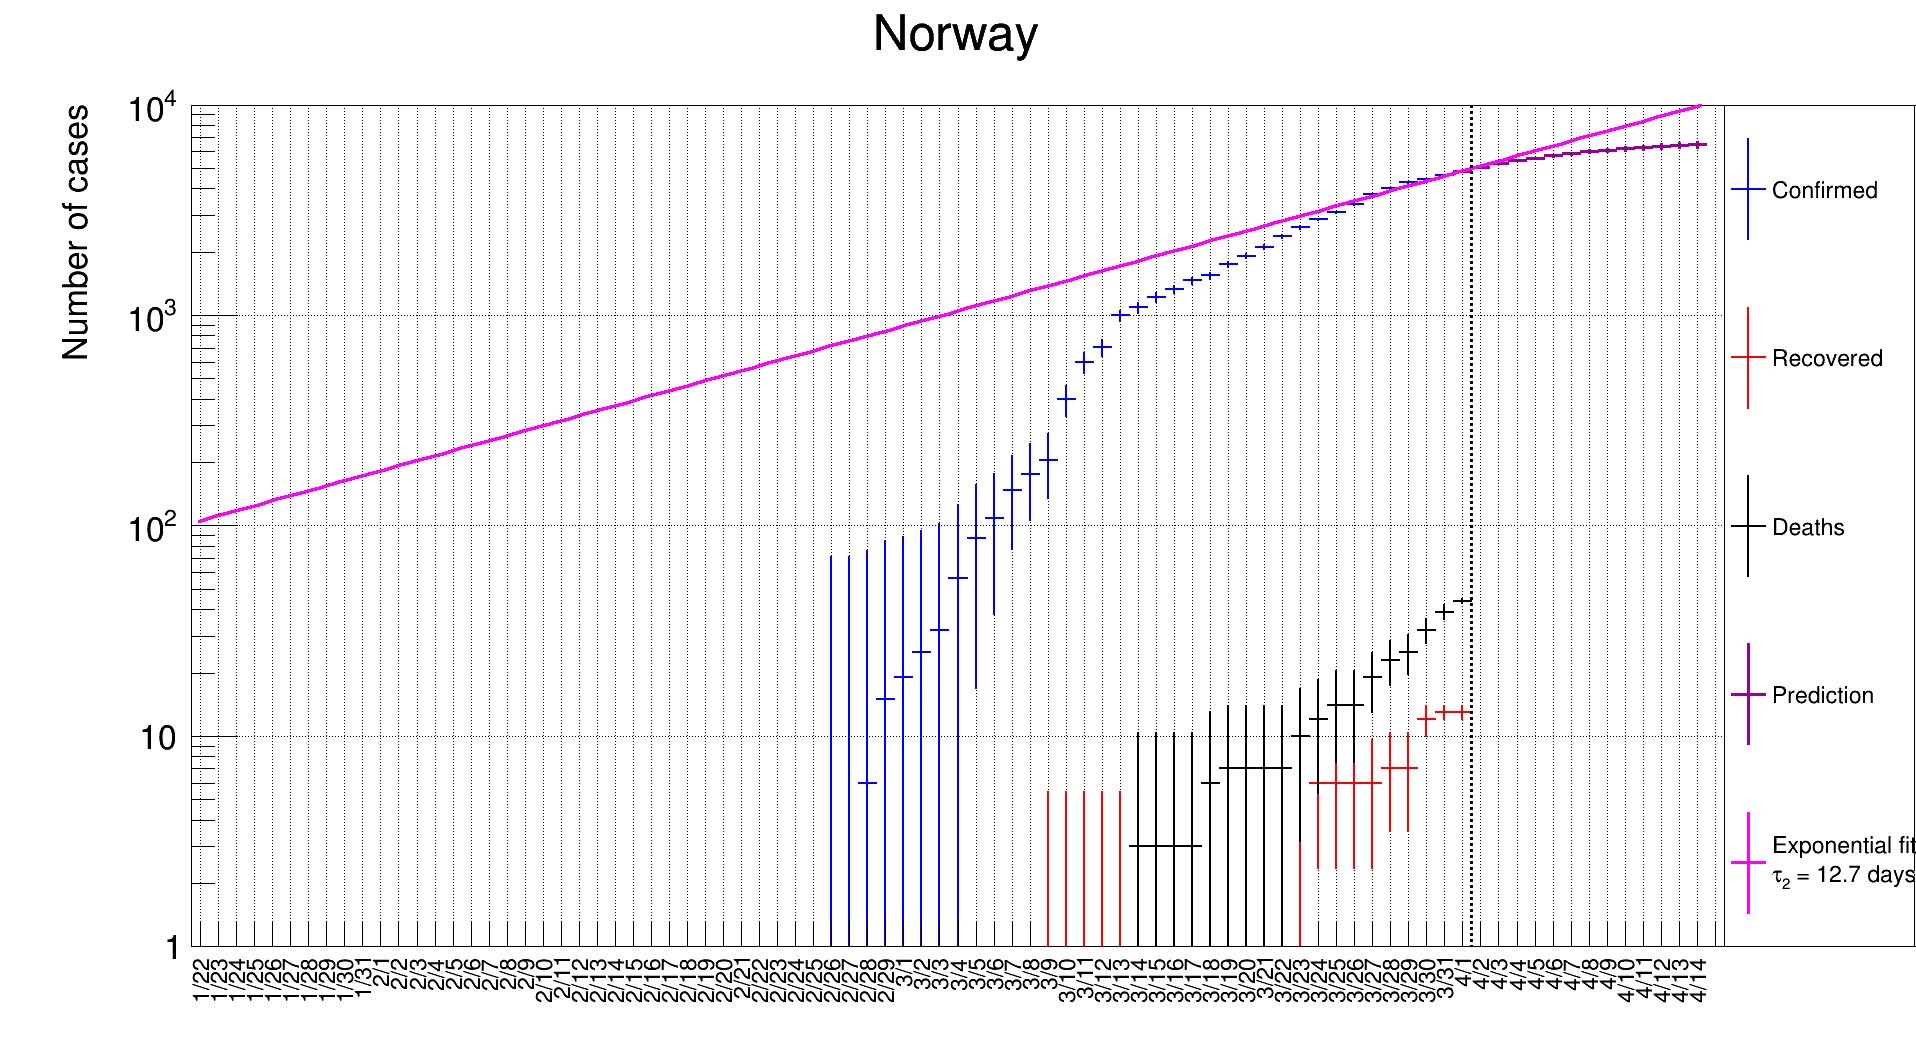 Norway
Number of cases
10^4
10^3
10^2
10
1
1/22 1/23 1/24 1/25 1/26 1/27 1/28 1/29 1/30 1/31 2/1 2/2 2/3 2/4 2/5 2/6 2/7 2/8 2/9 2/10 2/11 2/12 2/13 2/14 2/15 2/16 2/17 2/18 2/19 2/20 2/21 2/22 2/23 2/24 2/25 2/26 2/27 2/28 2/29 3/1 3/2 3/3 3/4 3/5 3/6 3/7 3/8 3/9 3/10 3/11 3/12 3/13 3/14 3/15 3/16 3/17 3/18 3/19 3/20 3/21 3/22 3/23 3/24 3/25 3/26 3/27 3/28 3/29 3/30 3/31 4/1 4/2 4/3 4/4 4/5 4/6 4/7 4/8 4/9 4/10 4/11 4/12 4/13 4/14
Confirmed
Recovered
Deaths
Prediction
Exponential fit
τ₂ = 12.7 days